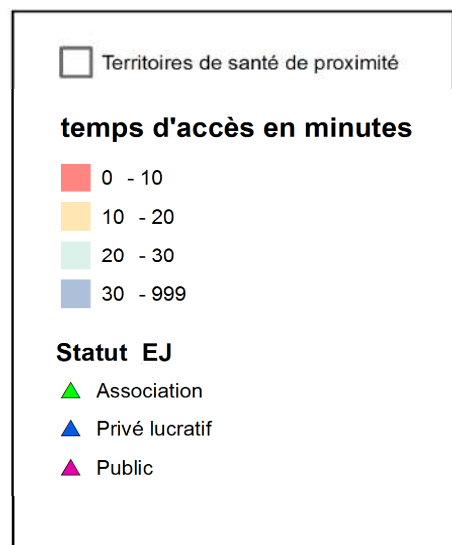 Territoires de santé de proximité
temps d'accès en minutes
0 - 10
10 - 20
20 - 30
30 - 999
Statut EJ
Association
Privé lucratif
Public